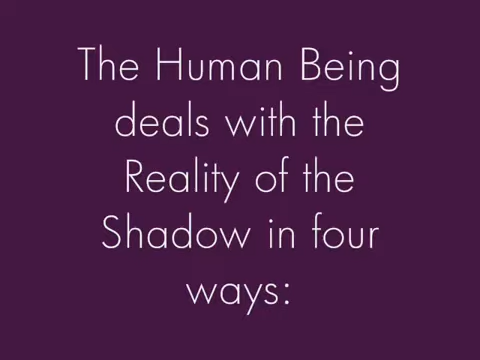 The Human Being
deals with the
Reality of the
Shadow in four
ways: